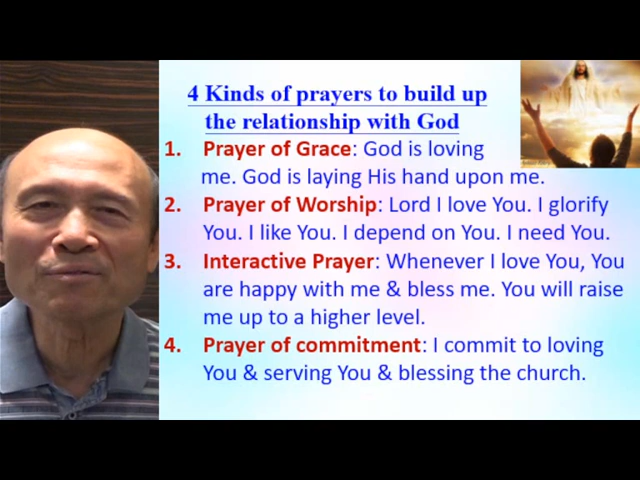 4 Kinds of prayers to build up
the relationship with God
1. Prayer of Grace: God is loving
me. God is laying His hand upon me.
2. Prayer of Worship: Lord I love You. I glorify
You. I like You. I depend on You. I need You.
3. Interactive Prayer: Whenever I love You, You
are happy with me & bless me. You will raise
me up to a higher level.
4. Prayer of commitment: I commit to loving
You & serving You & blessing the church.